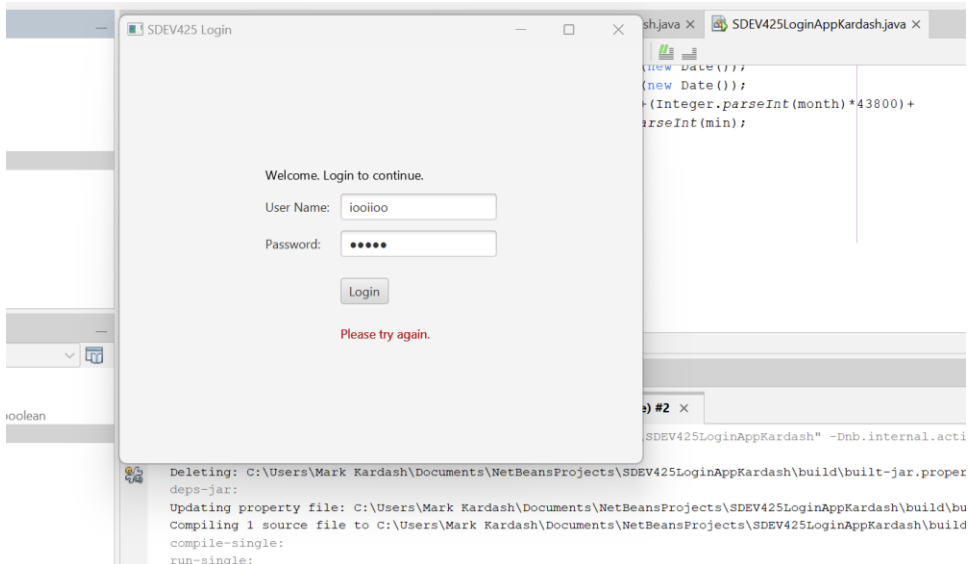 SDEV425 Login
sh.java
SDEV425LoginAppKardash.java
(new Date());
(new Date());
+(Integer.parseInt(month)*43800)+
arseInt(min);
Welcome. Login to continue.
User Name: iooiioo
Password: •••••
Login
Please try again.
oolean
e) #2
SDEV425LoginAppKardash" -Dnb.internal.acti
Deleting: C:\Users\Mark Kardash\Documents\NetBeansProjects\SDEV425LoginAppKardash\build\built-jar.proper
deps-jar:
Updating property file: C:\Users\Mark Kardash\Documents\NetBeansProjects\SDEV425LoginAppKardash\build\bu
Compiling 1 source file to C:\Users\Mark Kardash\Documents\NetBeansProjects\SDEV425LoginAppKardash\build
compile-single:
run-single: